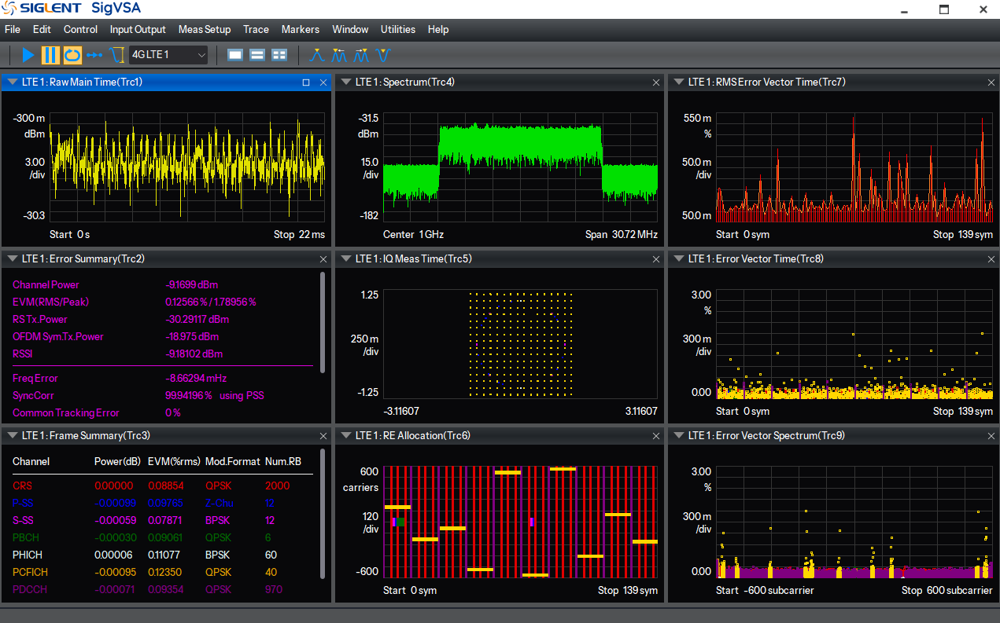 SIGLENT SigVSA
File Edit Control Input Output Meas Setup Trace Markers Window Utilities Help
4G LTE 1
LTE 1 : Raw Main Time(Trc1)
-300 m
dBm
3.00
/div
-30.3
Start 0 s Stop 22 ms
LTE 1 : Spectrum(Trc4)
-31.5
dBm
15.0
/div
-182
Center 1 GHz Span 30.72 MHz
LTE 1 : RMS Error Vector Time(Trc7)
550 m
%
50.0 m
/div
50.0 m
Start 0 sym Stop 139 sym
LTE 1 : Error Summary(Trc2)
Channel Power -9.1699 dBm
EVM(RMS/Peak) 0.12566 % / 1.78956 %
RS Tx.Power -30.29117 dBm
OFDM Sym.Tx.Power -18.975 dBm
RSSI -9.18102 dBm
Freq Error -8.66294 mHz
Sync Corr 99.94196 % using PSS
Common Tracking Error 0 %
LTE 1 : IQ Meas Time(Trc5)
1.25
250 m
/div
-1.25
-3.11607 3.11607
LTE 1 : Error Vector Time(Trc8)
3.00
%
300 m
/div
0.00
Start 0 sym Stop 139 sym
LTE 1 : Frame Summary(Trc3)
Channel Power(dB) EVM(%rms) Mod.Format Num.RB
CRS 0.00000 0.08854 QPSK 2000
P-SS -0.00099 0.09765 Z-Chu 12
S-SS -0.00059 0.07871 BPSK 12
PBCH -0.00030 0.09061 QPSK 6
PHICH 0.00006 0.11077 BPSK 60
PCFICH -0.00095 0.12350 QPSK 40
PDCCH -0.00071 0.09354 QPSK 970
LTE 1 : RE Allocation(Trc6)
600
carriers
120
/div
-600
Start 0 sym Stop 139 sym
LTE 1 : Error Vector Spectrum(Trc9)
3.00
%
300 m
/div
0.00
Start -600 subcarrier Stop 600 subcarrier